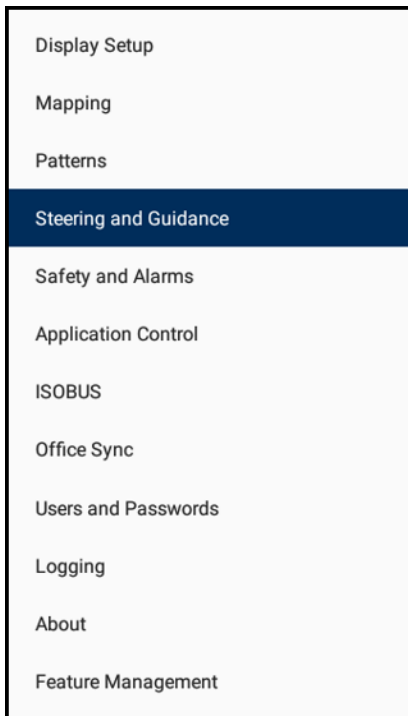 Display Setup
Mapping
Patterns
Steering and Guidance
Safety and Alarms
Application Control
ISOBUS
Office Sync
Users and Passwords
Logging
About
Feature Management